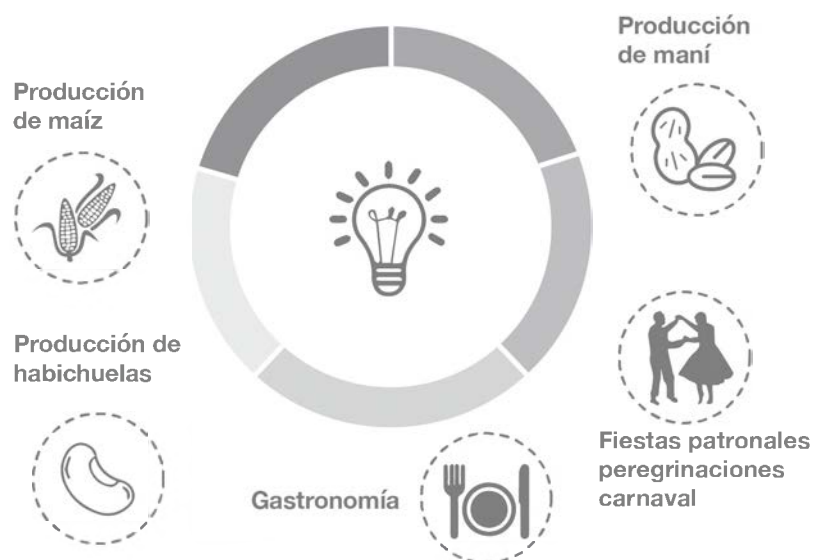 Producción
de maní
Producción
de maíz
Producción de
habichuelas
Gastronomía
Fiestas patronales
peregrinaciones
carnaval